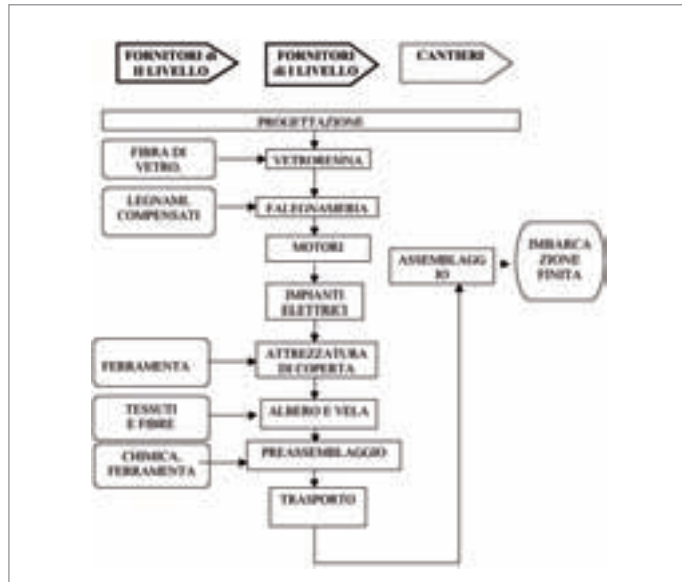 FORNITORI di
II LIVELLO
FORNITORI
di I LIVELLO
CANTIERI
PROGETTAZIONE
FIBRA DI
VETRO,
VETRORESINA
LEGNAMI,
COMPENSATI
FALEGNAMERIA
MOTORI
ASSEMBLAGG
IO
IMBARCA
ZIONE
FINITA
IMPIANTI
ELETTRICI
FERRAMENTA
ATTREZZATURA
DI COPERTA
TESSUTI
E FIBRE
ALBERO E VELA
CHIMICA,
FERRAMENTA
PREASSEMBLAGGIO
TRASPORTO